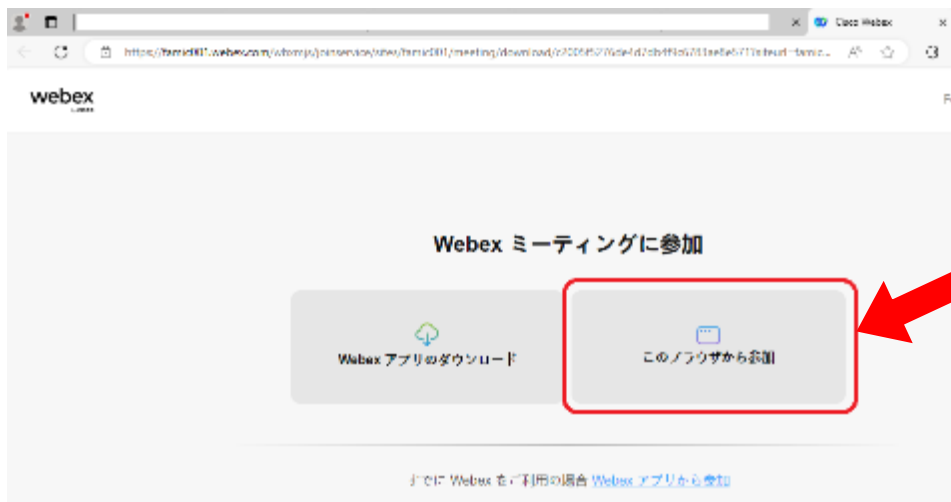 Cisco Webex
webex
Webex ミーティングに参加
Webex アプリのダウンロード
このブラウザから参加
すでに Webex をご利用の場合 Webex アプリから参加